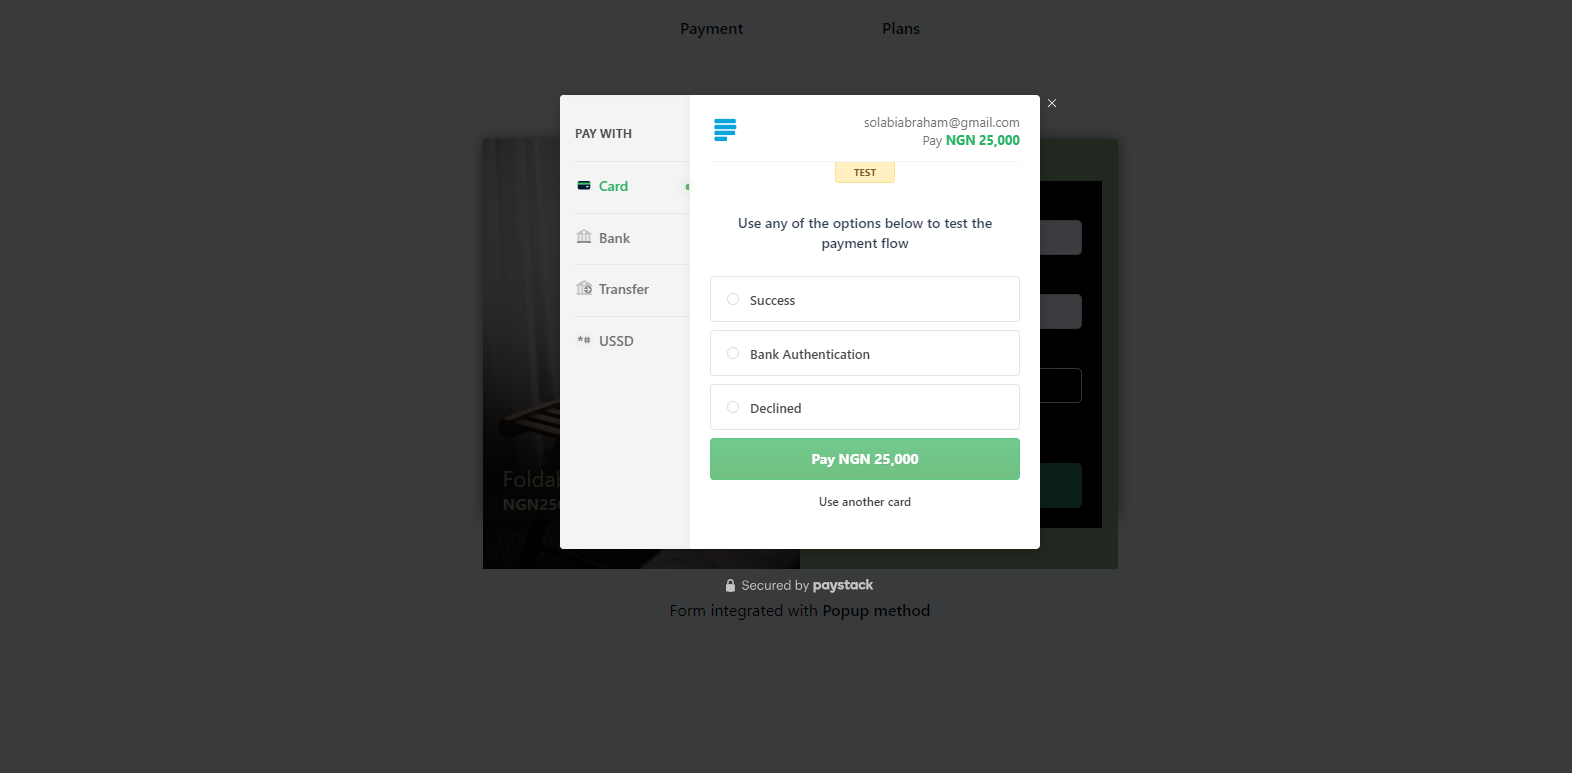 Payment
Plans
PAY WITH
Card
Bank
Transfer
*# USSD
solabiabraham@gmail.com
Pay NGN 25,000
TEST
Use any of the options below to test the
payment flow
Success
Bank Authentication
Declined
Pay NGN 25,000
Use another card
Secured by paystack
Form integrated with Popup method